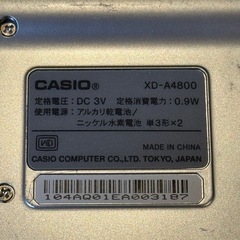 CASIO® XD-A4800
定格電圧：DC 3V 定格消費電力：0.9W
使用電源：アルカリ乾電池/
ニッケル水素電池 単3形×2
MADE IN CHINA
CASIO COMPUTER CO.,LTD. TOKYO, JAPAN
104AQ01EA003187